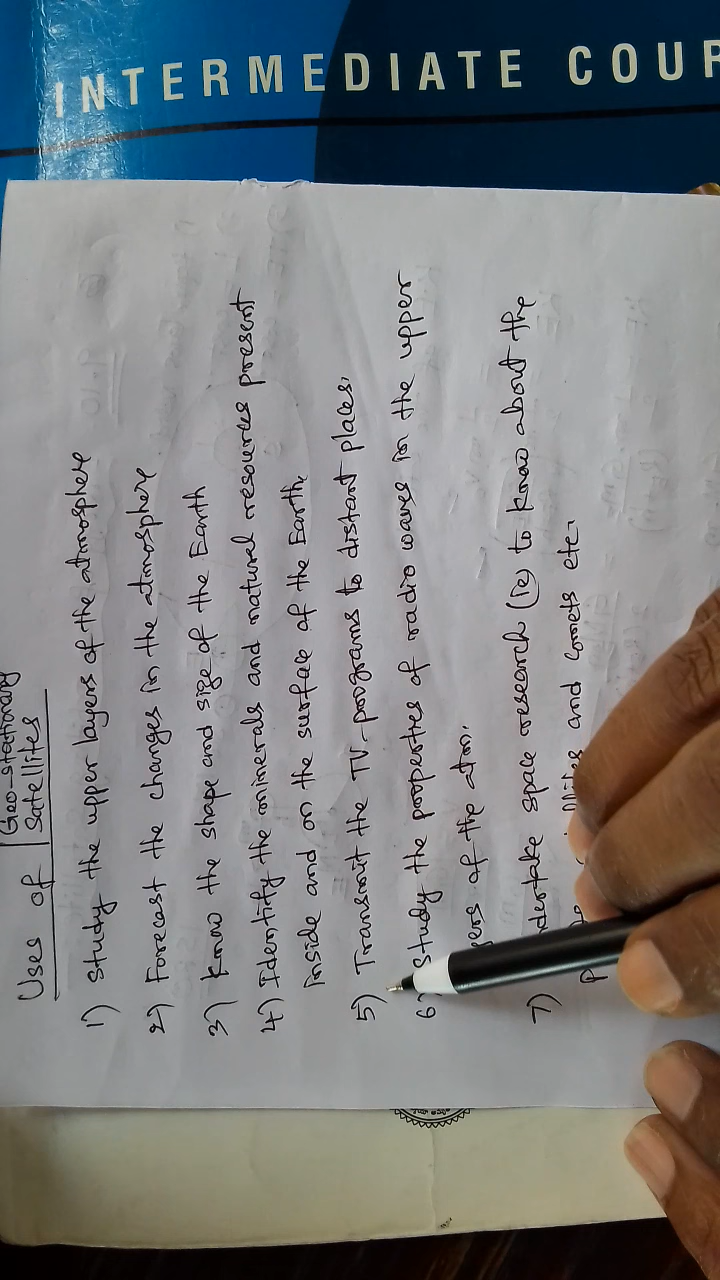 INTERMEDIATE COUR
Uses of Geo-stationary
Satellites
1) Study the upper layers of the atmosphere
2) Forecast the changes in the atmosphere
3) Know the shape and size of the Earth
4) Identify the minerals and natural resources present
inside and on the surface of the Earth.
5) Transmit the TV-programs to distant places.
6) Study the properties of radio waves in the upper
of the atm.
7) space research (ie) to know about the
and comets etc.